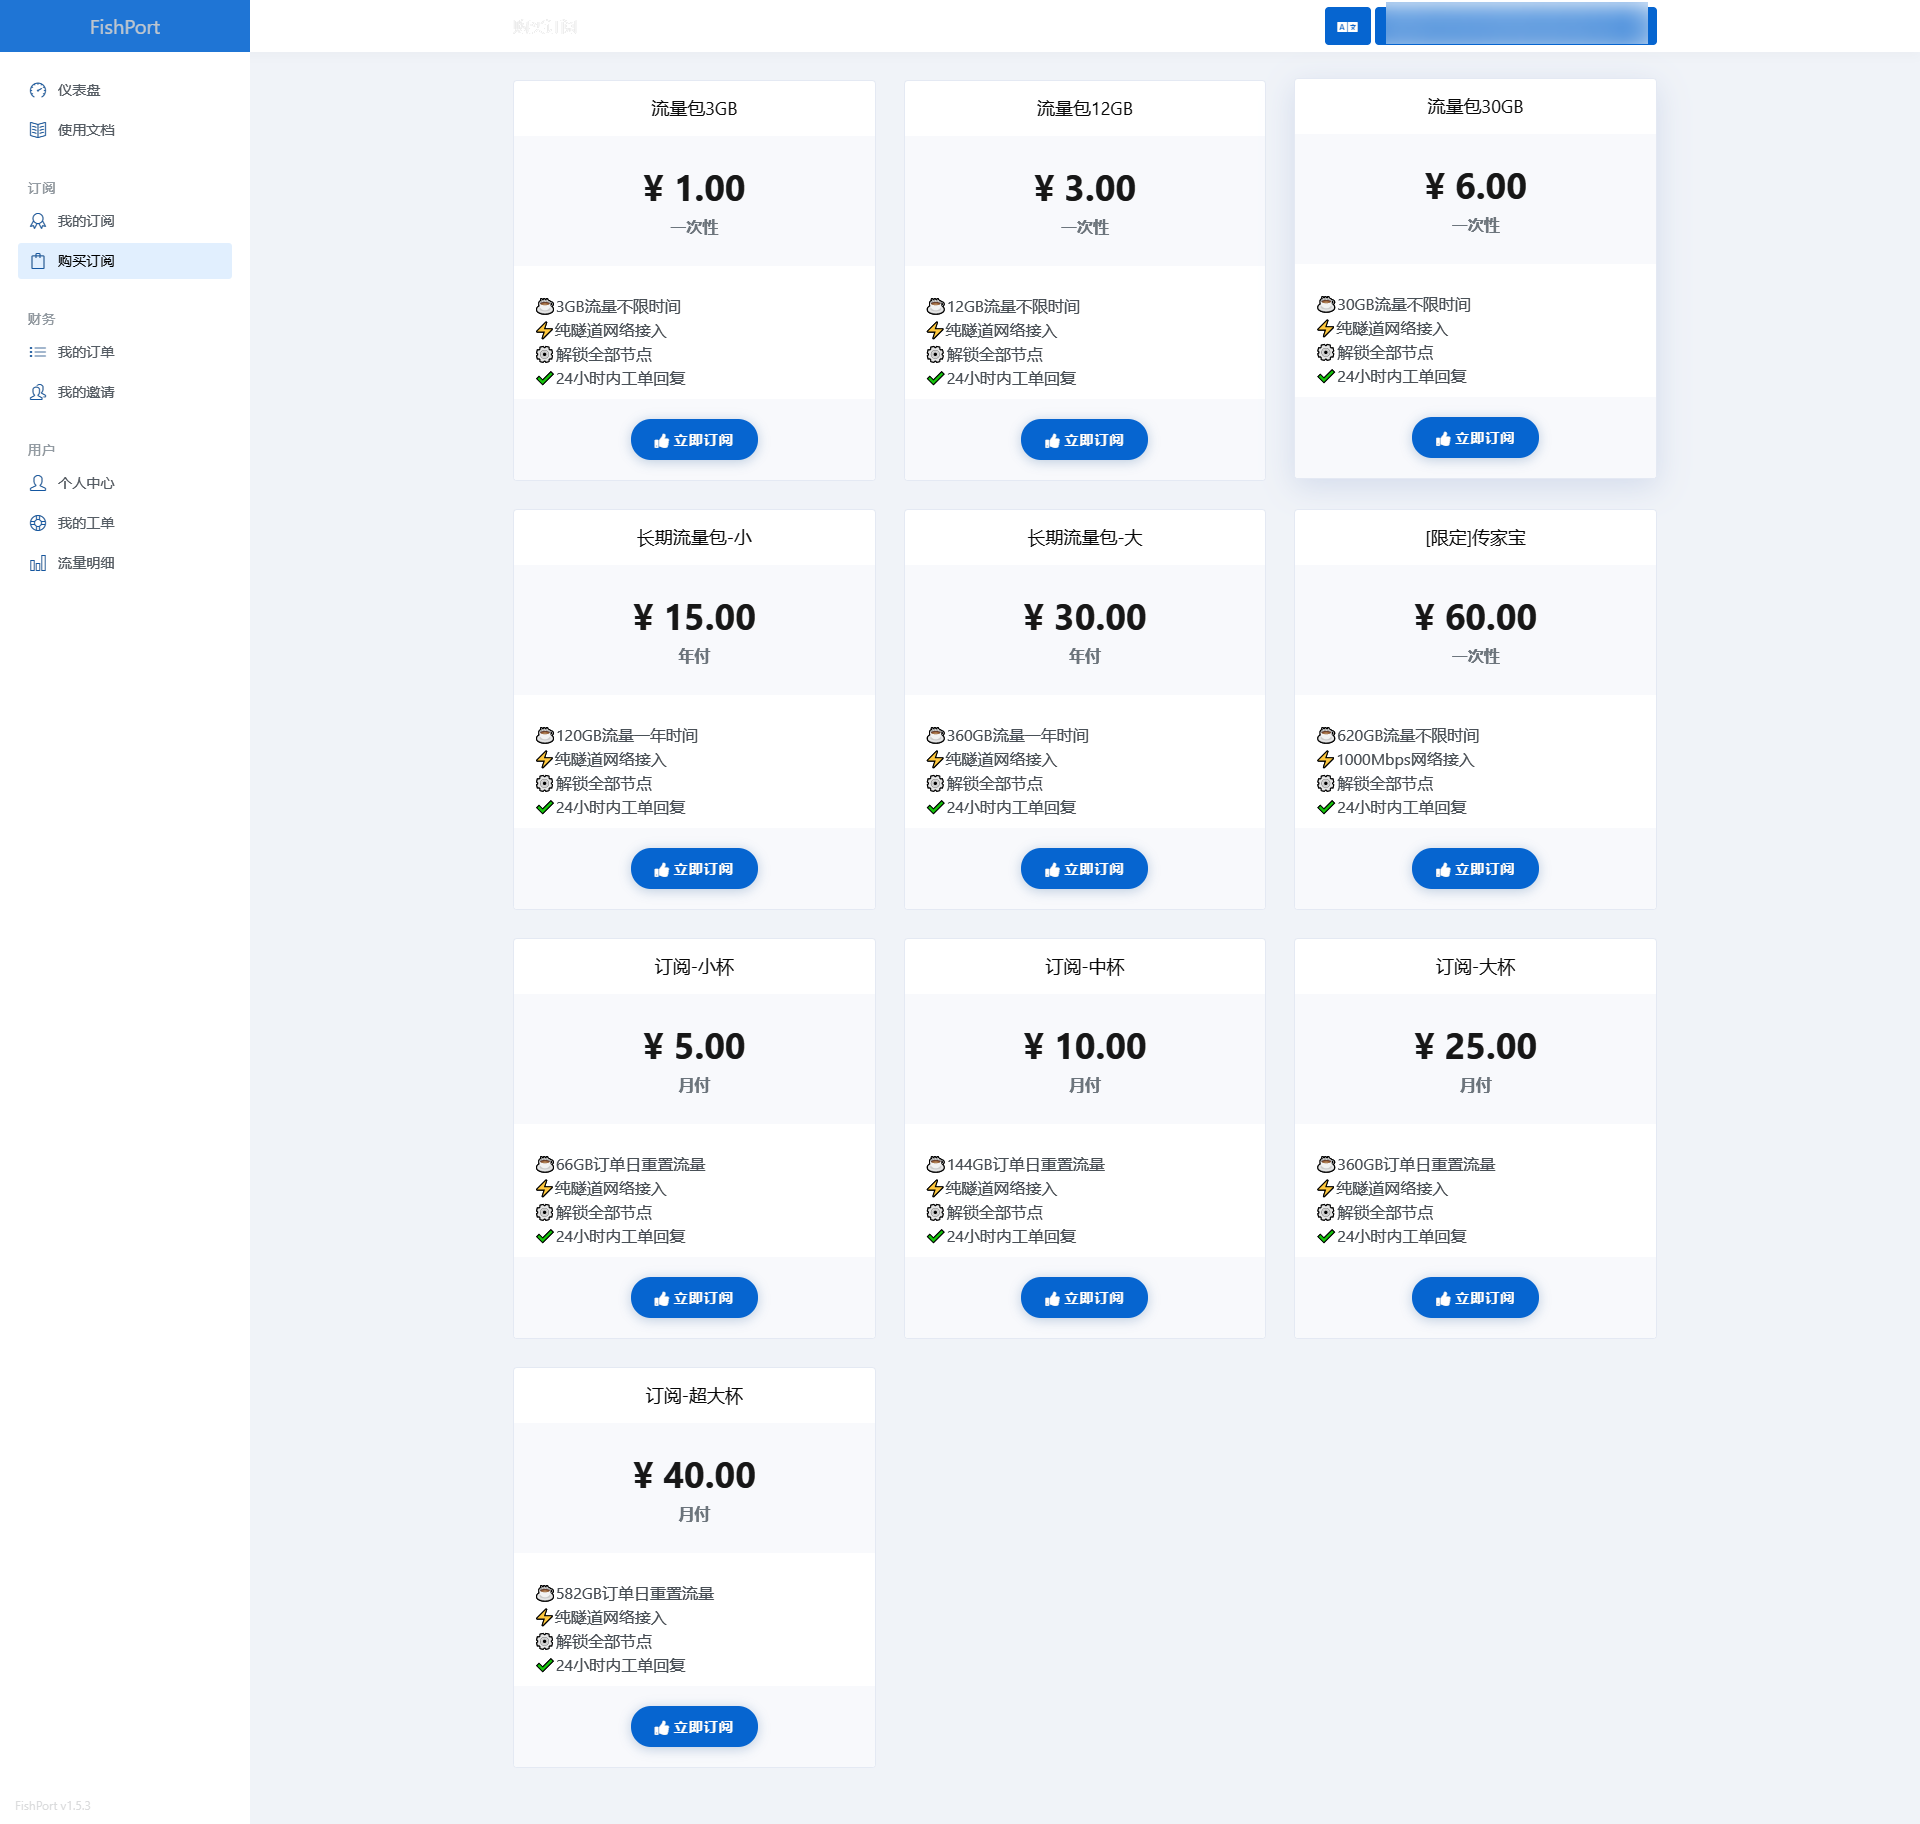 FishPort
购买订阅
仪表盘
使用文档
订阅
我的订阅
购买订阅
财务
我的订单
我的邀请
用户
个人中心
我的工单
流量明细
流量包3GB
¥ 1.00
一次性
3GB流量不限时间
⚡纯隧道网络接入
解锁全部节点
24小时内工单回复
立即订阅
流量包12GB
¥ 3.00
一次性
12GB流量不限时间
⚡纯隧道网络接入
解锁全部节点
24小时内工单回复
立即订阅
流量包30GB
¥ 6.00
一次性
30GB流量不限时间
⚡纯隧道网络接入
解锁全部节点
24小时内工单回复
立即订阅
长期流量包-小
¥ 15.00
年付
120GB流量一年时间
⚡纯隧道网络接入
解锁全部节点
24小时内工单回复
立即订阅
长期流量包-大
¥ 30.00
年付
360GB流量一年时间
⚡纯隧道网络接入
解锁全部节点
24小时内工单回复
立即订阅
[限定]传家宝
¥ 60.00
一次性
620GB流量不限时间
⚡1000Mbps网络接入
解锁全部节点
24小时内工单回复
立即订阅
订阅-小杯
¥ 5.00
月付
66GB订单日重置流量
⚡纯隧道网络接入
解锁全部节点
24小时内工单回复
立即订阅
订阅-中杯
¥ 10.00
月付
144GB订单日重置流量
⚡纯隧道网络接入
解锁全部节点
24小时内工单回复
立即订阅
订阅-大杯
¥ 25.00
月付
360GB订单日重置流量
⚡纯隧道网络接入
解锁全部节点
24小时内工单回复
立即订阅
订阅-超大杯
¥ 40.00
月付
582GB订单日重置流量
⚡纯隧道网络接入
解锁全部节点
24小时内工单回复
立即订阅
FishPort v1.5.3